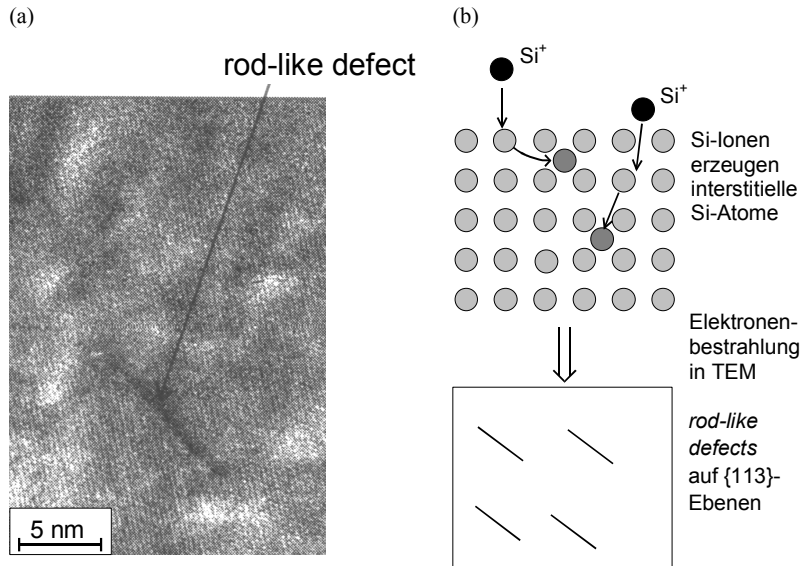 (a)
rod-like defect
5 nm
(b)
Si⁺
Si⁺
Si-Ionen
erzeugen
interstitielle
Si-Atome
Elektronen-
bestrahlung
in TEM
rod-like
defects
auf {113}-
Ebenen